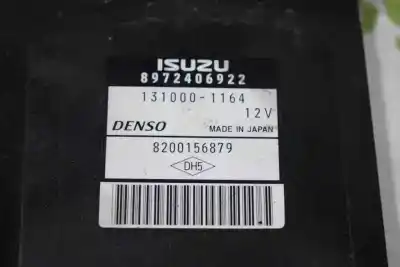 ISUZU
8972406922
131000-1164
12V
DENSO MADE IN JAPAN
8200156879
DH5